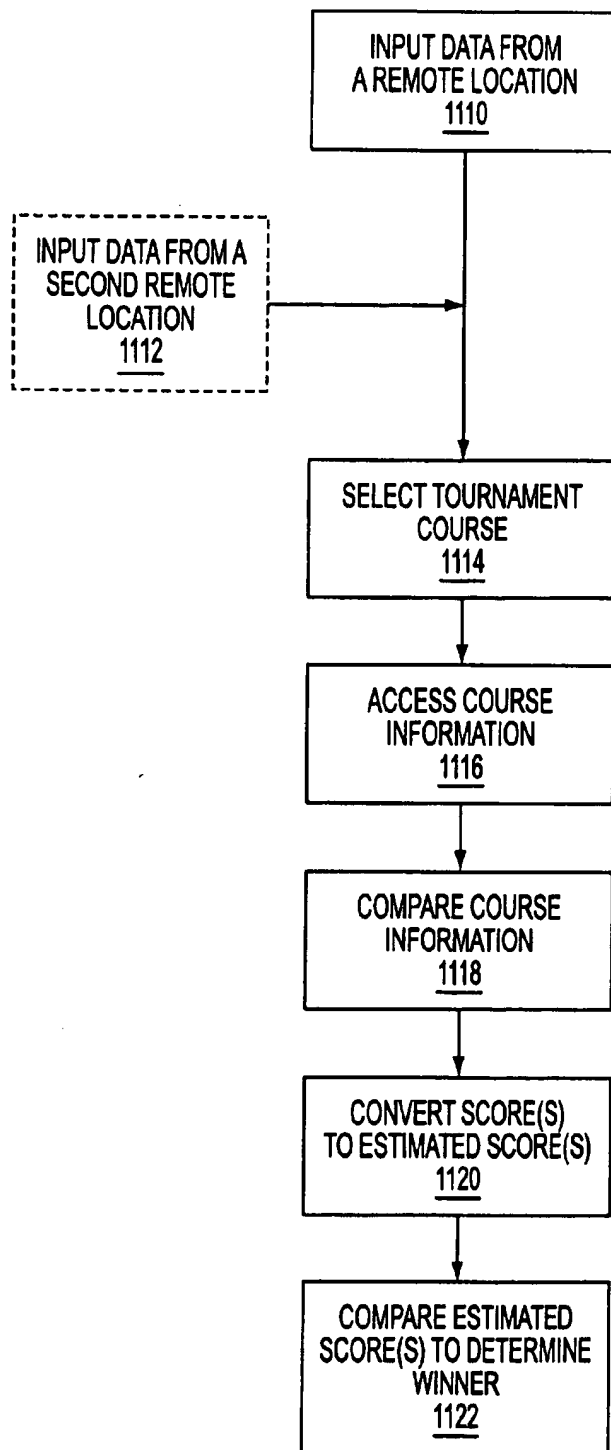 INPUT DATA FROM
A REMOTE LOCATION
1110
INPUT DATA FROM A
SECOND REMOTE
LOCATION
1112
SELECT TOURNAMENT
COURSE
1114
ACCESS COURSE
INFORMATION
1116
COMPARE COURSE
INFORMATION
1118
CONVERT SCORE(S)
TO ESTIMATED SCORE(S)
1120
COMPARE ESTIMATED
SCORE(S) TO DETERMINE
WINNER
1122